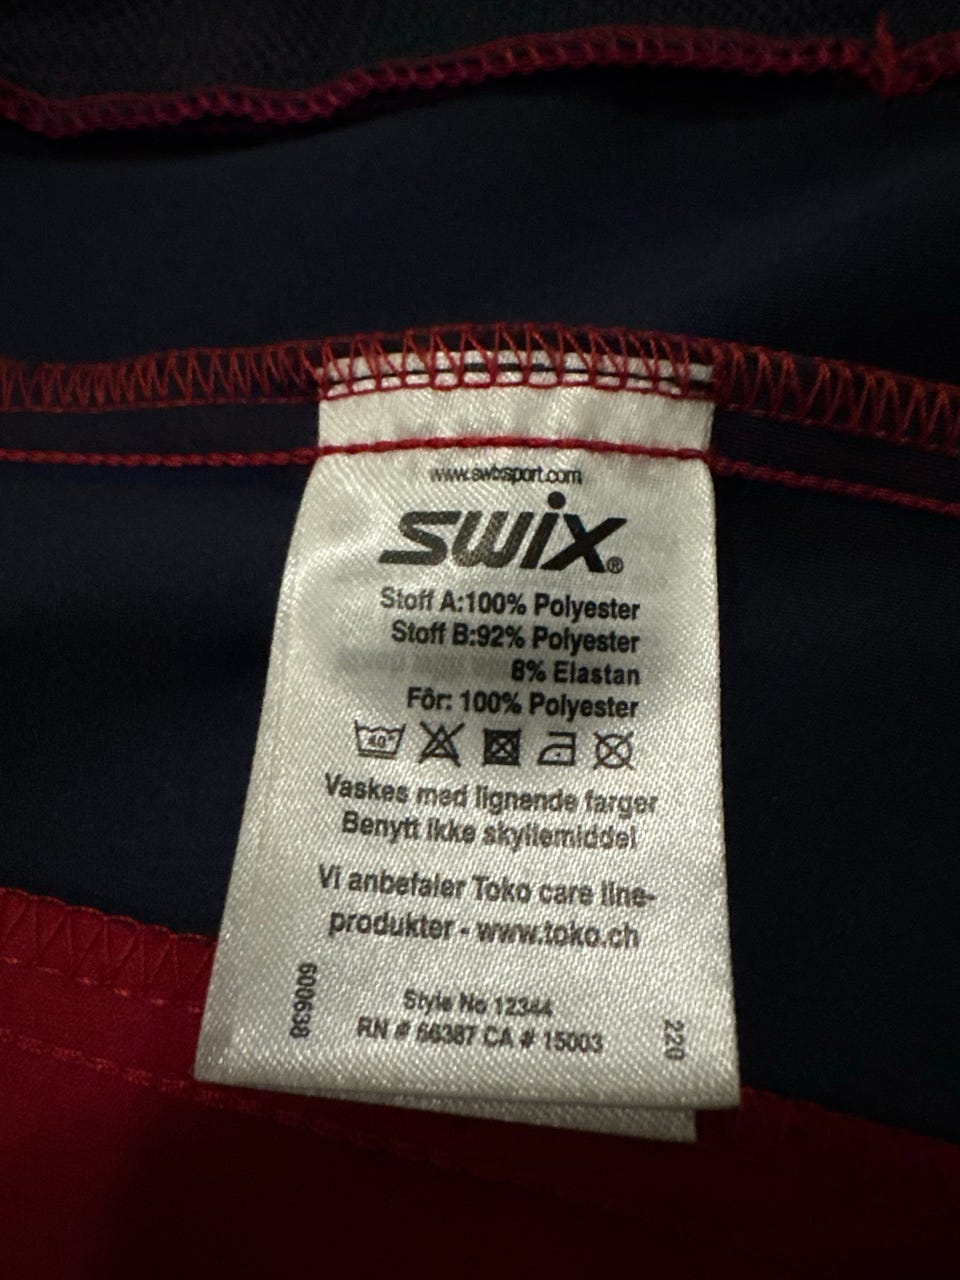 www.swixsport.com
SWIX®
Stoff A:100% Polyester
Stoff B:92% Polyester
8% Elastan
Fôr: 100% Polyester
40°
Vaskes med lignende farger
Benytt ikke skyllemiddel
Vi anbefaler Toko care line-
produkter - www.toko.ch
600638
Style No 12344
RN # 66387 CA # 15003
220